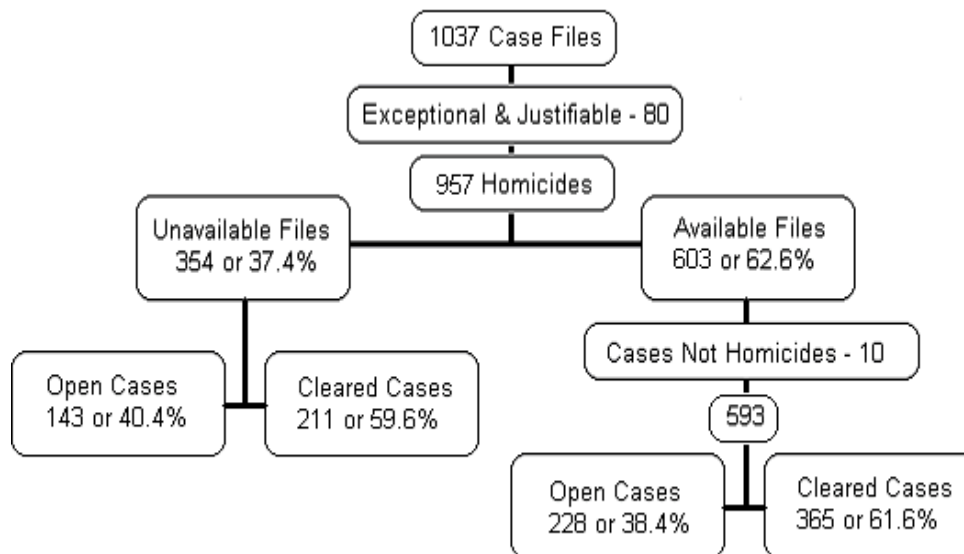 1037 Case Files
Exceptional & Justifiable - 80
957 Homicides
Unavailable Files
354 or 37.4%
Available Files
603 or 62.6%
Cases Not Homicides - 10
593
Open Cases
143 or 40.4%
Cleared Cases
211 or 59.6%
Open Cases
228 or 38.4%
Cleared Cases
365 or 61.6%